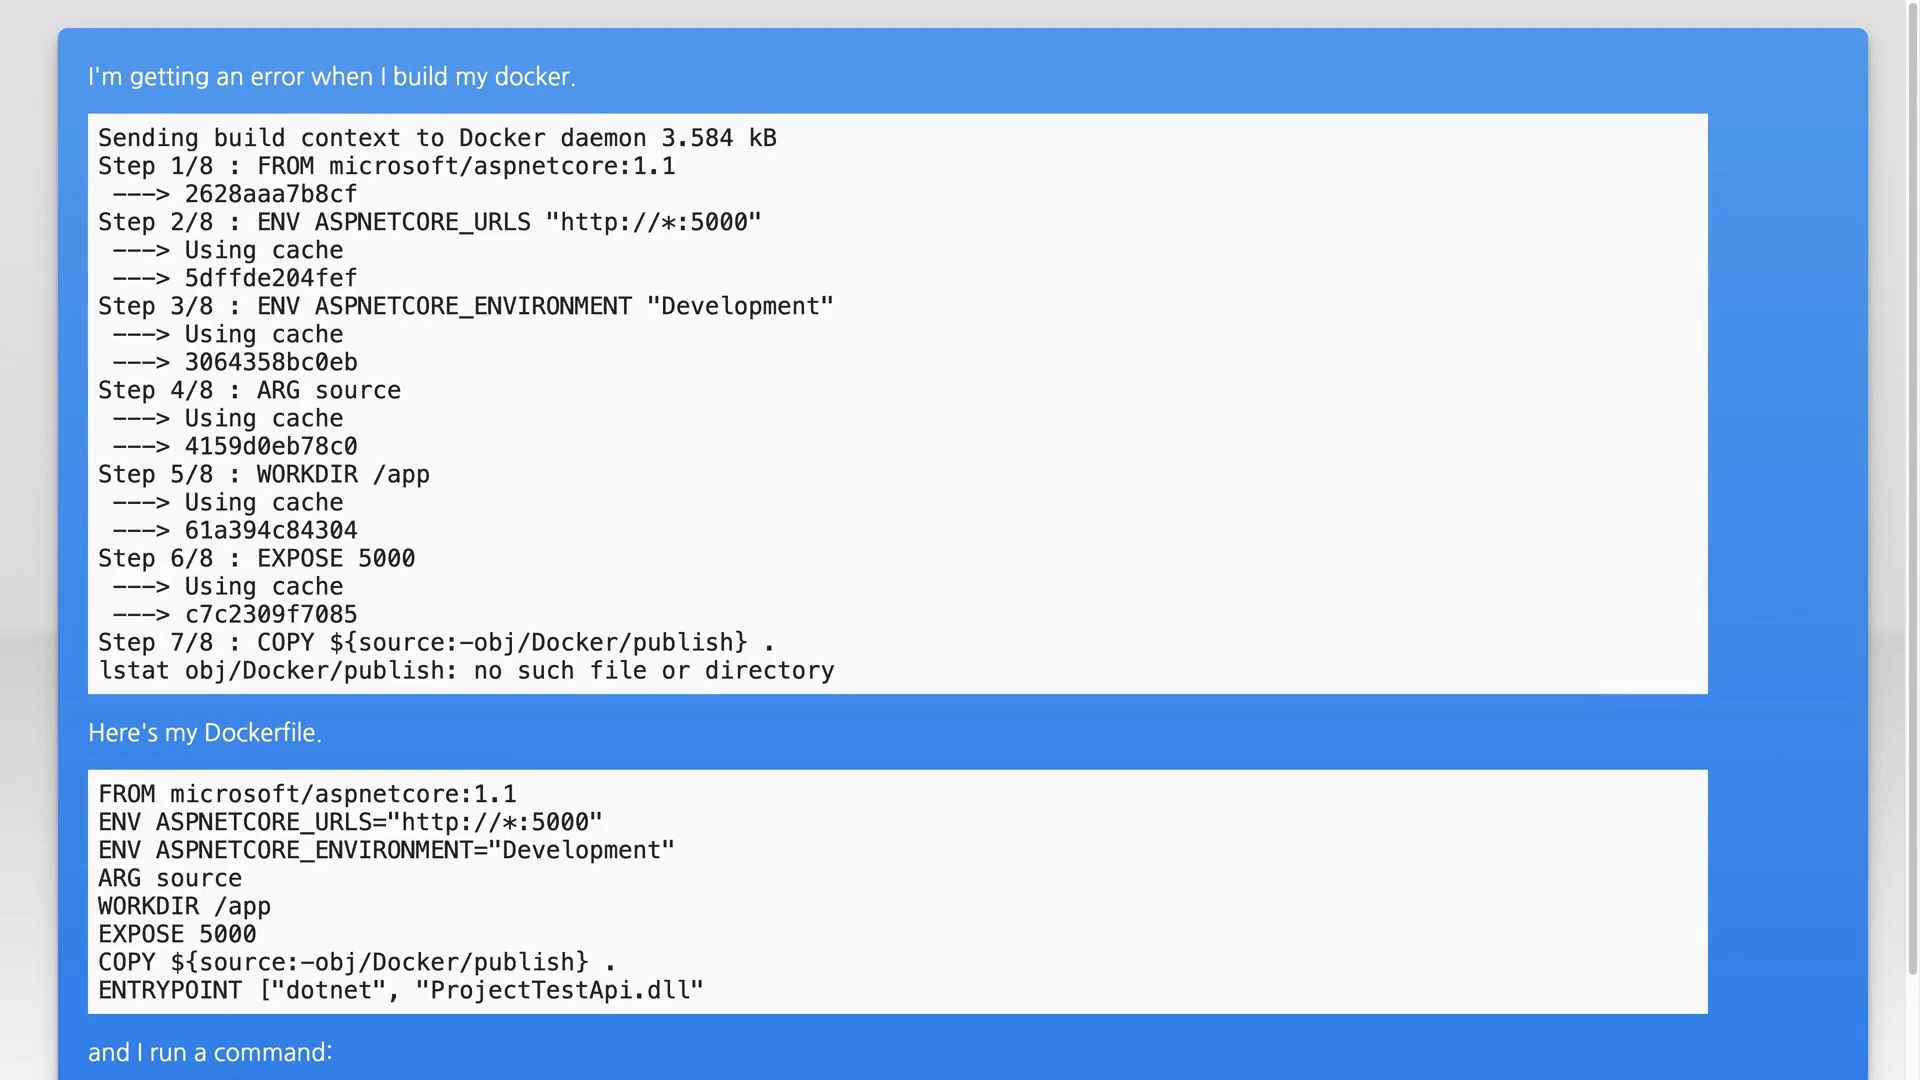 I'm getting an error when I build my docker.
Sending build context to Docker daemon 3.584 kB
Step 1/8 : FROM microsoft/aspnetcore:1.1
 ---> 2628aaa7b8cf
Step 2/8 : ENV ASPNETCORE_URLS "http://*:5000"
 ---> Using cache
 ---> 5dffde204fef
Step 3/8 : ENV ASPNETCORE_ENVIRONMENT "Development"
 ---> Using cache
 ---> 3064358bc0eb
Step 4/8 : ARG source
 ---> Using cache
 ---> 4159d0eb78c0
Step 5/8 : WORKDIR /app
 ---> Using cache
 ---> 61a394c84304
Step 6/8 : EXPOSE 5000
 ---> Using cache
 ---> c7c2309f7085
Step 7/8 : COPY ${source:-obj/Docker/publish} .
lstat obj/Docker/publish: no such file or directory
Here's my Dockerfile.
FROM microsoft/aspnetcore:1.1
ENV ASPNETCORE_URLS="http://*:5000"
ENV ASPNETCORE_ENVIRONMENT="Development"
ARG source
WORKDIR /app
EXPOSE 5000
COPY ${source:-obj/Docker/publish} .
ENTRYPOINT ["dotnet", "ProjectTestApi.dll"
and I run a command: